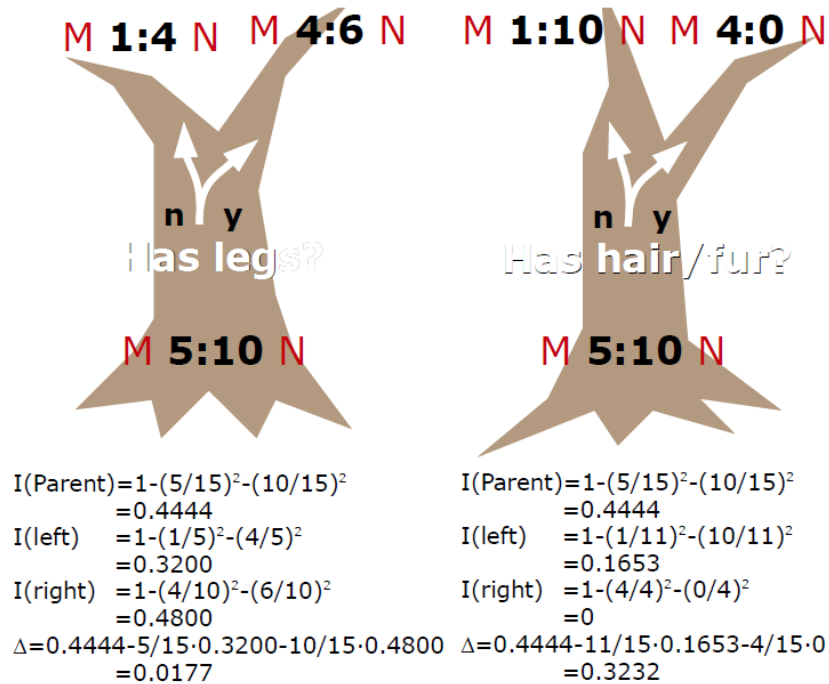 M 1:4 N
M 4:6 N
n y
Has legs?
M 5:10 N
I(Parent)=1-(5/15)²-(10/15)²
=0.4444
I(left) =1-(1/5)²-(4/5)²
=0.3200
I(right) =1-(4/10)²-(6/10)²
=0.4800
Δ=0.4444-5/15·0.3200-10/15·0.4800
=0.0177
M 1:10 N
M 4:0 N
n y
Has hair/fur?
M 5:10 N
I(Parent)=1-(5/15)²-(10/15)²
=0.4444
I(left) =1-(1/11)²-(10/11)²
=0.1653
I(right) =1-(4/4)²-(0/4)²
=0
Δ=0.4444-11/15·0.1653-4/15·0
=0.3232